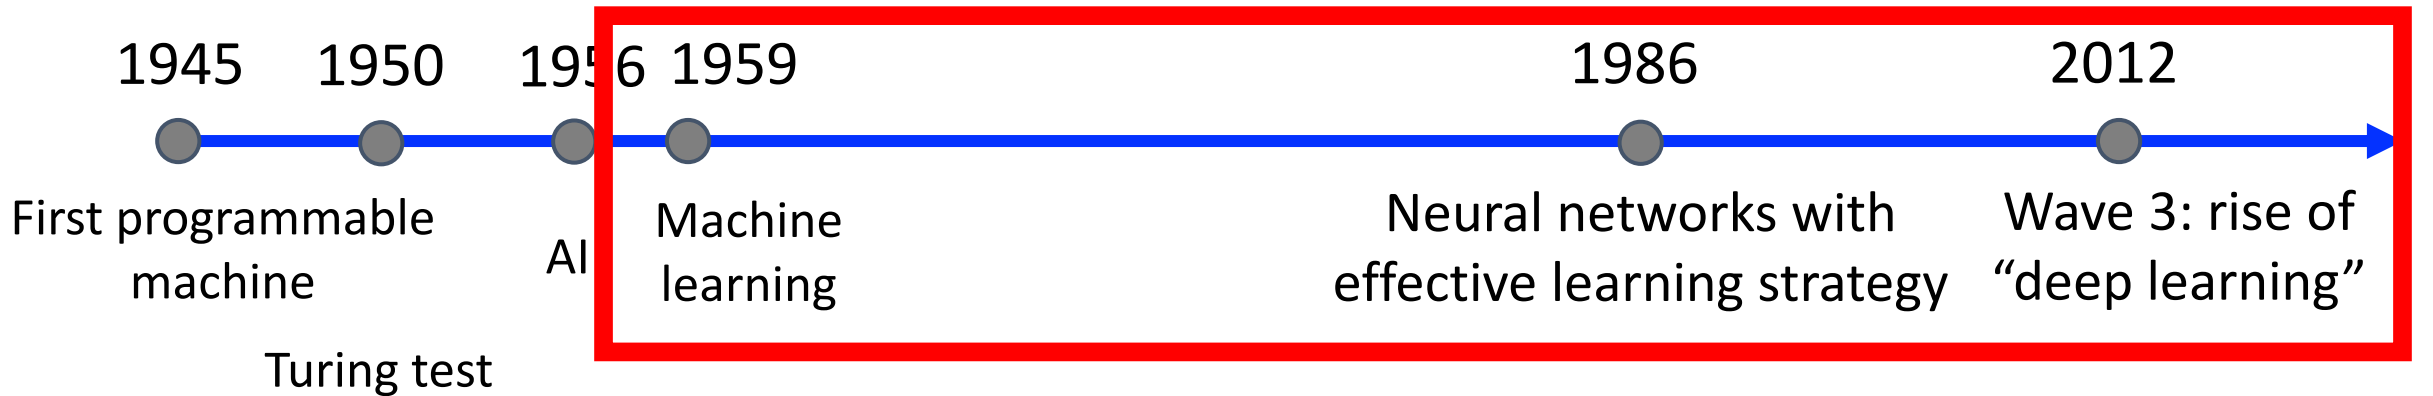 1945 1950 1956 1959 1986 2012
First programmable
machine
Turing test
AI
Machine
learning
Neural networks with
effective learning strategy
Wave 3: rise of
“deep learning”